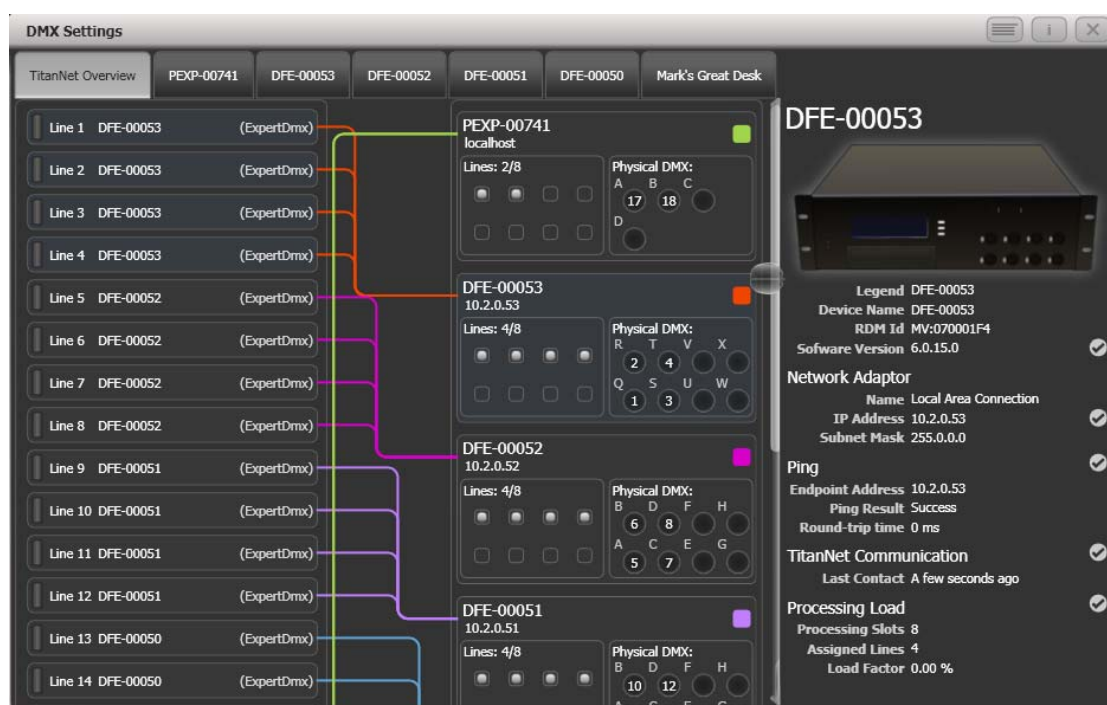 DMX Settings
i
TitanNet Overview
PEXP-00741
DFE-00053
DFE-00052
DFE-00051
DFE-00050
Mark's Great Desk
Line 1 DFE-00053 (ExpertDmx)
Line 2 DFE-00053 (ExpertDmx)
Line 3 DFE-00053 (ExpertDmx)
Line 4 DFE-00053 (ExpertDmx)
Line 5 DFE-00052 (ExpertDmx)
Line 6 DFE-00052 (ExpertDmx)
Line 7 DFE-00052 (ExpertDmx)
Line 8 DFE-00052 (ExpertDmx)
Line 9 DFE-00051 (ExpertDmx)
Line 10 DFE-00051 (ExpertDmx)
Line 11 DFE-00051 (ExpertDmx)
Line 12 DFE-00051 (ExpertDmx)
Line 13 DFE-00050 (ExpertDmx)
Line 14 DFE-00050 (ExpertDmx)
PEXP-00741
localhost
Lines: 2/8
Physical DMX:
A B C
17 18
D
DFE-00053
10.2.0.53
Lines: 4/8
Physical DMX:
R T V X
2 4
Q S U W
1 3
DFE-00052
10.2.0.52
Lines: 4/8
Physical DMX:
B D F H
6 8
A C E G
5 7
DFE-00051
10.2.0.51
Lines: 4/8
Physical DMX:
B D F H
10 12
DFE-00053
Legend DFE-00053
Device Name DFE-00053
RDM Id MV:070001F4
Sofware Version 6.0.15.0
Network Adaptor
Name Local Area Connection
IP Address 10.2.0.53
Subnet Mask 255.0.0.0
Ping
Endpoint Address 10.2.0.53
Ping Result Success
Round-trip time 0 ms
TitanNet Communication
Last Contact A few seconds ago
Processing Load
Processing Slots 8
Assigned Lines 4
Load Factor 0.00 %